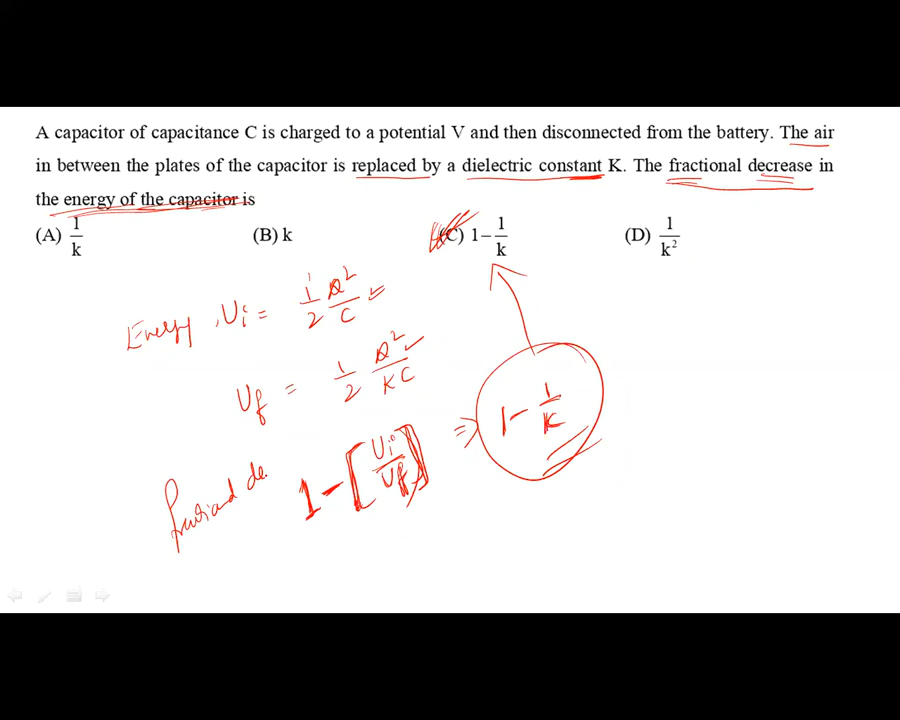 A capacitor of capacitance C is charged to a potential V and then disconnected from the battery. The air
in between the plates of the capacitor is replaced by a dielectric constant K. The fractional decrease in
the energy of the capacitor is
(A) 1/k (B) k (C) 1 – 1/k (D) 1/k²
Energy, Ui = 1/2 Q²/C
Uf = 1/2 Q²/KC
1 - [Ui/Uf] ⇒ 1 - 1/K